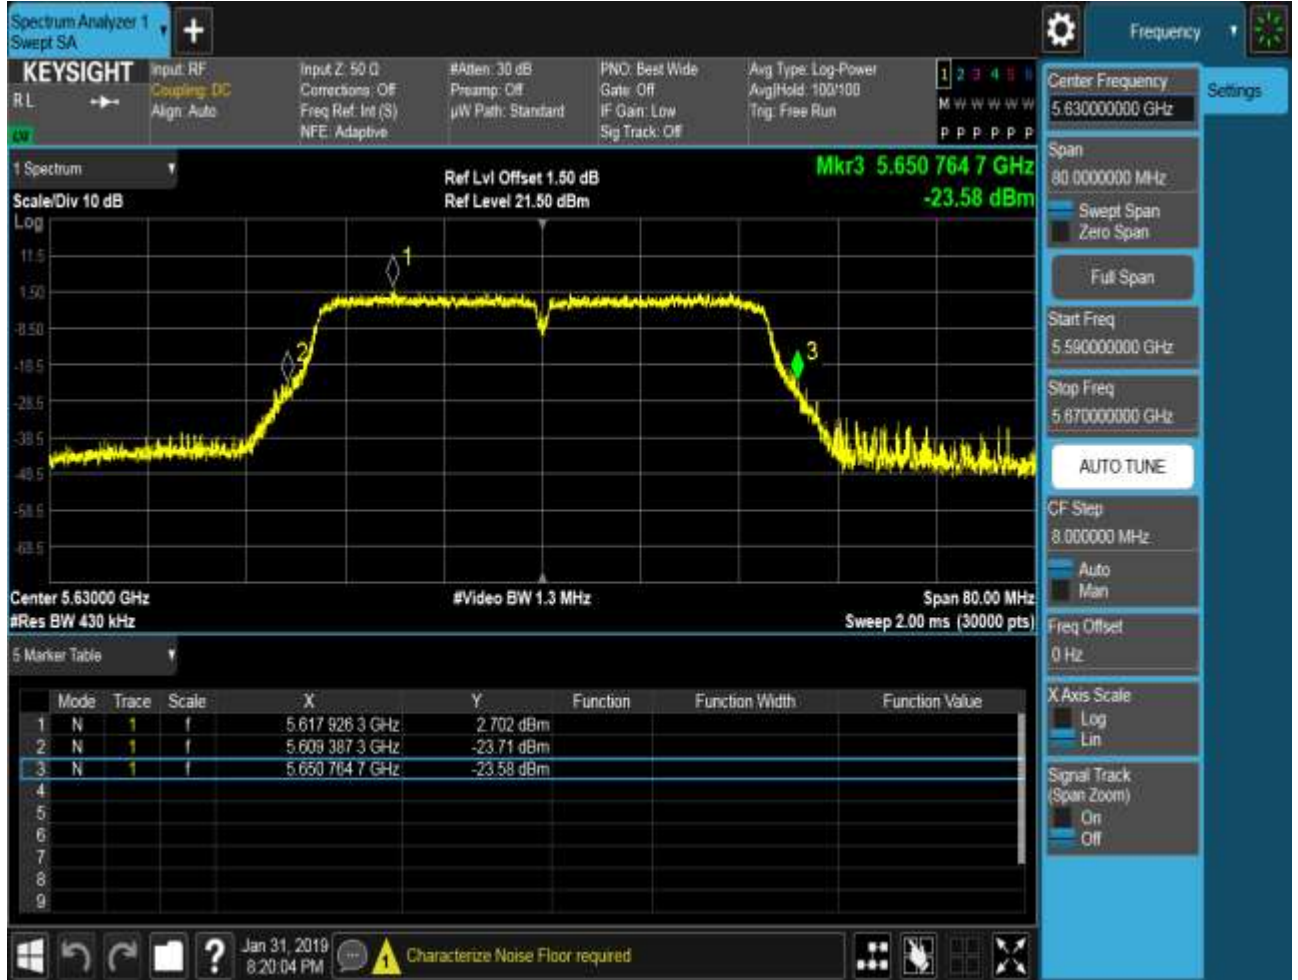 Spectrum Analyzer 1
Swept SA
Frequency
KEYSIGHT
RL
Input: RF
Coupling: DC
Align: Auto
Input Z: 50 Ω
Corrections: Off
Freq Ref: Int (S)
NFE: Adaptive
#Atten: 30 dB
Preamp: Off
µW Path: Standard
PNO: Best Wide
Gate: Off
IF Gain: Low
Sig Track: Off
Avg Type: Log-Power
Avg|Hold: 100/100
Trig: Free Run
1 2 3 4 5 6
M W W W W W
P P P P P P
1 Spectrum
Scale/Div 10 dB
Ref Lvl Offset 1.50 dB
Ref Level 21.50 dBm
Mkr3 5.650 764 7 GHz
-23.58 dBm
Log
11.5
1.50
-8.50
-18.5
-28.5
-38.5
-48.5
-58.5
-68.5
1
2
3
Center 5.63000 GHz
#Res BW 430 kHz
#Video BW 1.3 MHz
Span 80.00 MHz
Sweep 2.00 ms (30000 pts)
5 Marker Table
Mode Trace Scale X Y Function Function Width Function Value
1 N 1 f 5.617 926 3 GHz 2.702 dBm
2 N 1 f 5.609 387 3 GHz -23.71 dBm
3 N 1 f 5.650 764 7 GHz -23.58 dBm
4
5
6
7
8
9
Center Frequency
5.630000000 GHz
Settings
Span
80.0000000 MHz
Swept Span
Zero Span
Full Span
Start Freq
5.590000000 GHz
Stop Freq
5.670000000 GHz
AUTO TUNE
CF Step
8.000000 MHz
Auto
Man
Freq Offset
0 Hz
X Axis Scale
Log
Lin
Signal Track
(Span Zoom)
On
Off
?
Jan 31, 2019
8:20:04 PM
1
Characterize Noise Floor required